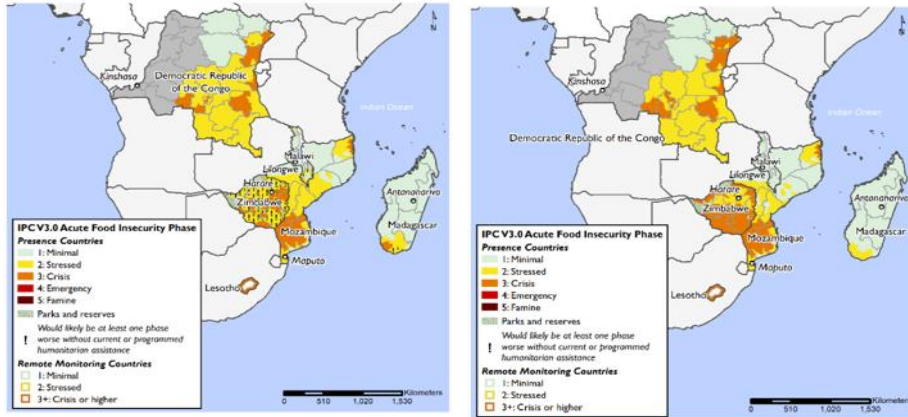 N
Kinshasa
Democratic Republic
of the Congo
Indian Ocean
Malawi
Lilongwe
Harare
Zimbabwe
Antananarivo
Madagascar
Mozambique
Maputo
Lesotho
IPC V3.0 Acute Food Insecurity Phase
Presence Countries
1: Minimal
2: Stressed
3: Crisis
4: Emergency
5: Famine
Parks and reserves
Would likely be at least one phase
! worse without current or programmed
humanitarian assistance
Remote Monitoring Countries
1: Minimal
2: Stressed
3+: Crisis or higher
Kilometers
0 510 1,020 1,530
N
Kinshasa
Indian Ocean
Democratic Republic of the Congo
Malawi
Lilongwe
Harare
Zimbabwe
Antananarivo
Madagascar
Mozambique
Maputo
Lesotho
IPC V3.0 Acute Food Insecurity Phase
Presence Countries
1: Minimal
2: Stressed
3: Crisis
4: Emergency
5: Famine
Parks and reserves
Would likely be at least one phase
! worse without current or programmed
humanitarian assistance
Remote Monitoring Countries
1: Minimal
2: Stressed
3+: Crisis or higher
Kilometers
0 510 1,020 1,530